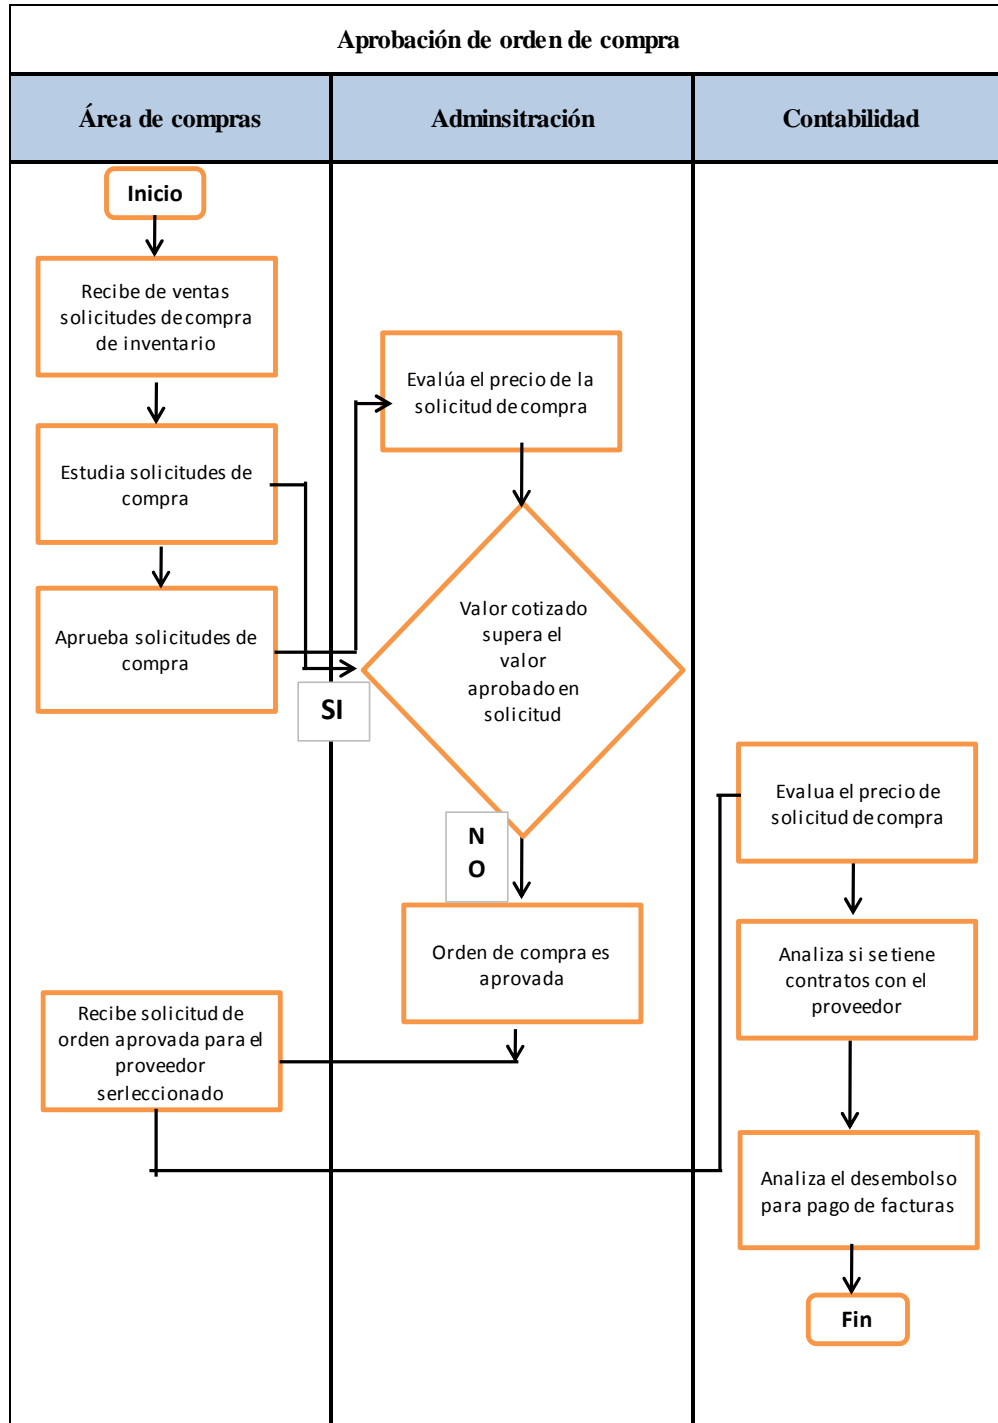 Aprobación de orden de compra
Área de compras
Adminsitración
Contabilidad
Inicio
Recibe de ventas
solicitudes de compra
de inventario
Estudia solicitudes de
compra
Aprueba solicitudes de
compra
SI
Evalúa el precio de la
solicitud de compra
Valor cotizado
supera el
valor
aprobado en
solicitud
N
O
Orden de compra es
aprovada
Recibe solicitud de
orden aprovada para el
proveedor
serleccionado
Evalua el precio de
solicitud de compra
Analiza si se tiene
contratos con el
proveedor
Analiza el desembolso
para pago de facturas
Fin